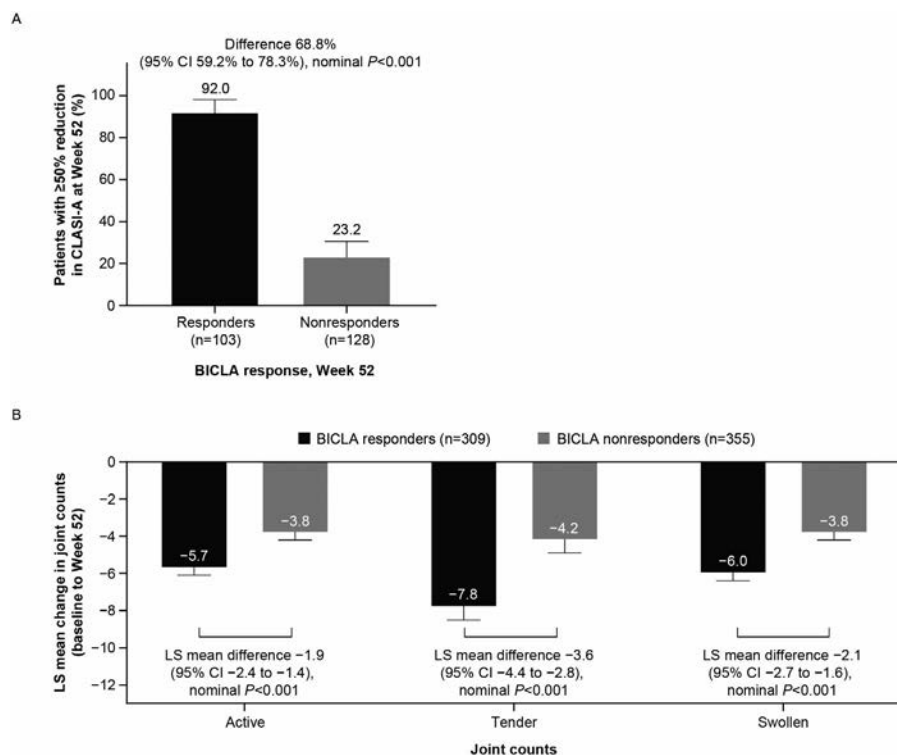 A
Difference 68.8%
(95% CI 59.2% to 78.3%), nominal P<0.001
Patients with ≥50% reduction
in CLASI-A at Week 52 (%)
100
80
60
40
20
0
92.0
23.2
Responders
(n=103)
Nonresponders
(n=128)
BICLA response, Week 52
B
BICLA responders (n=309)
BICLA nonresponders (n=355)
LS mean change in joint counts
(baseline to Week 52)
0
−2
−4
−6
−8
−10
−12
−5.7
−3.8
−7.8
−4.2
−6.0
−3.8
LS mean difference −1.9
(95% CI −2.4 to −1.4),
nominal P<0.001
LS mean difference −3.6
(95% CI −4.4 to −2.8),
nominal P<0.001
LS mean difference −2.1
(95% CI −2.7 to −1.6),
nominal P<0.001
Active
Tender
Swollen
Joint counts